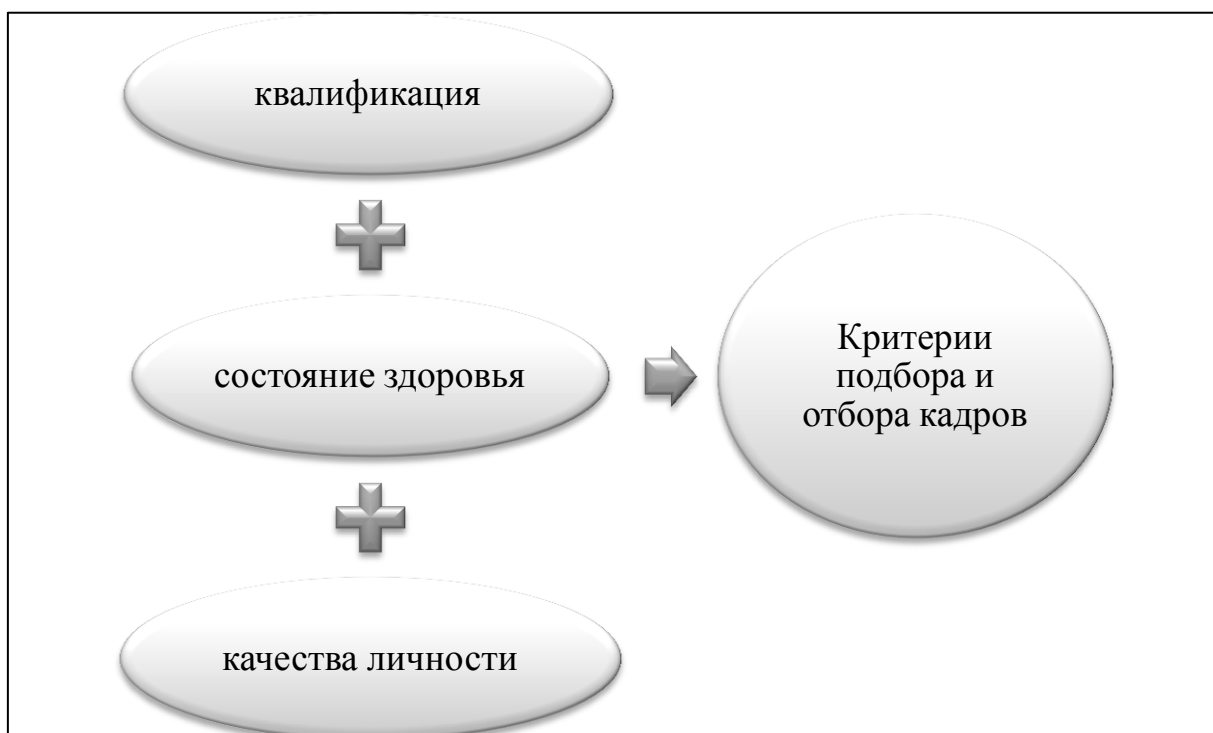 квалификация
состояние здоровья
качества личности
Критерии
подбора и
отбора кадров